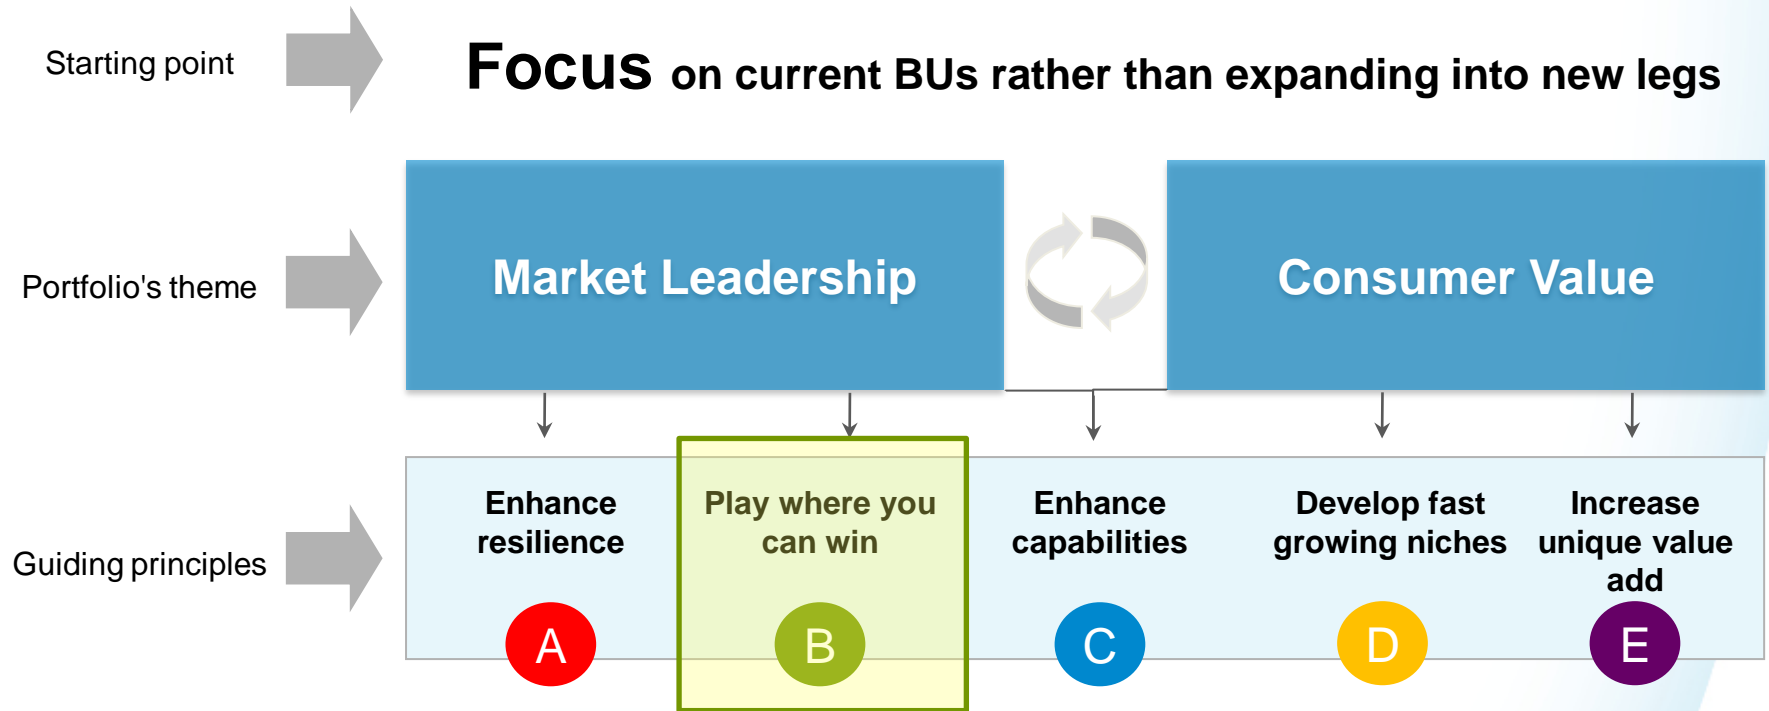 Starting point
Focus on current BUs rather than expanding into new legs
Portfolio's theme
Market Leadership
Consumer Value
Guiding principles
Enhance
resilience
A
Play where you
can win
B
Enhance
capabilities
C
Develop fast
growing niches
D
Increase
unique value
add
E